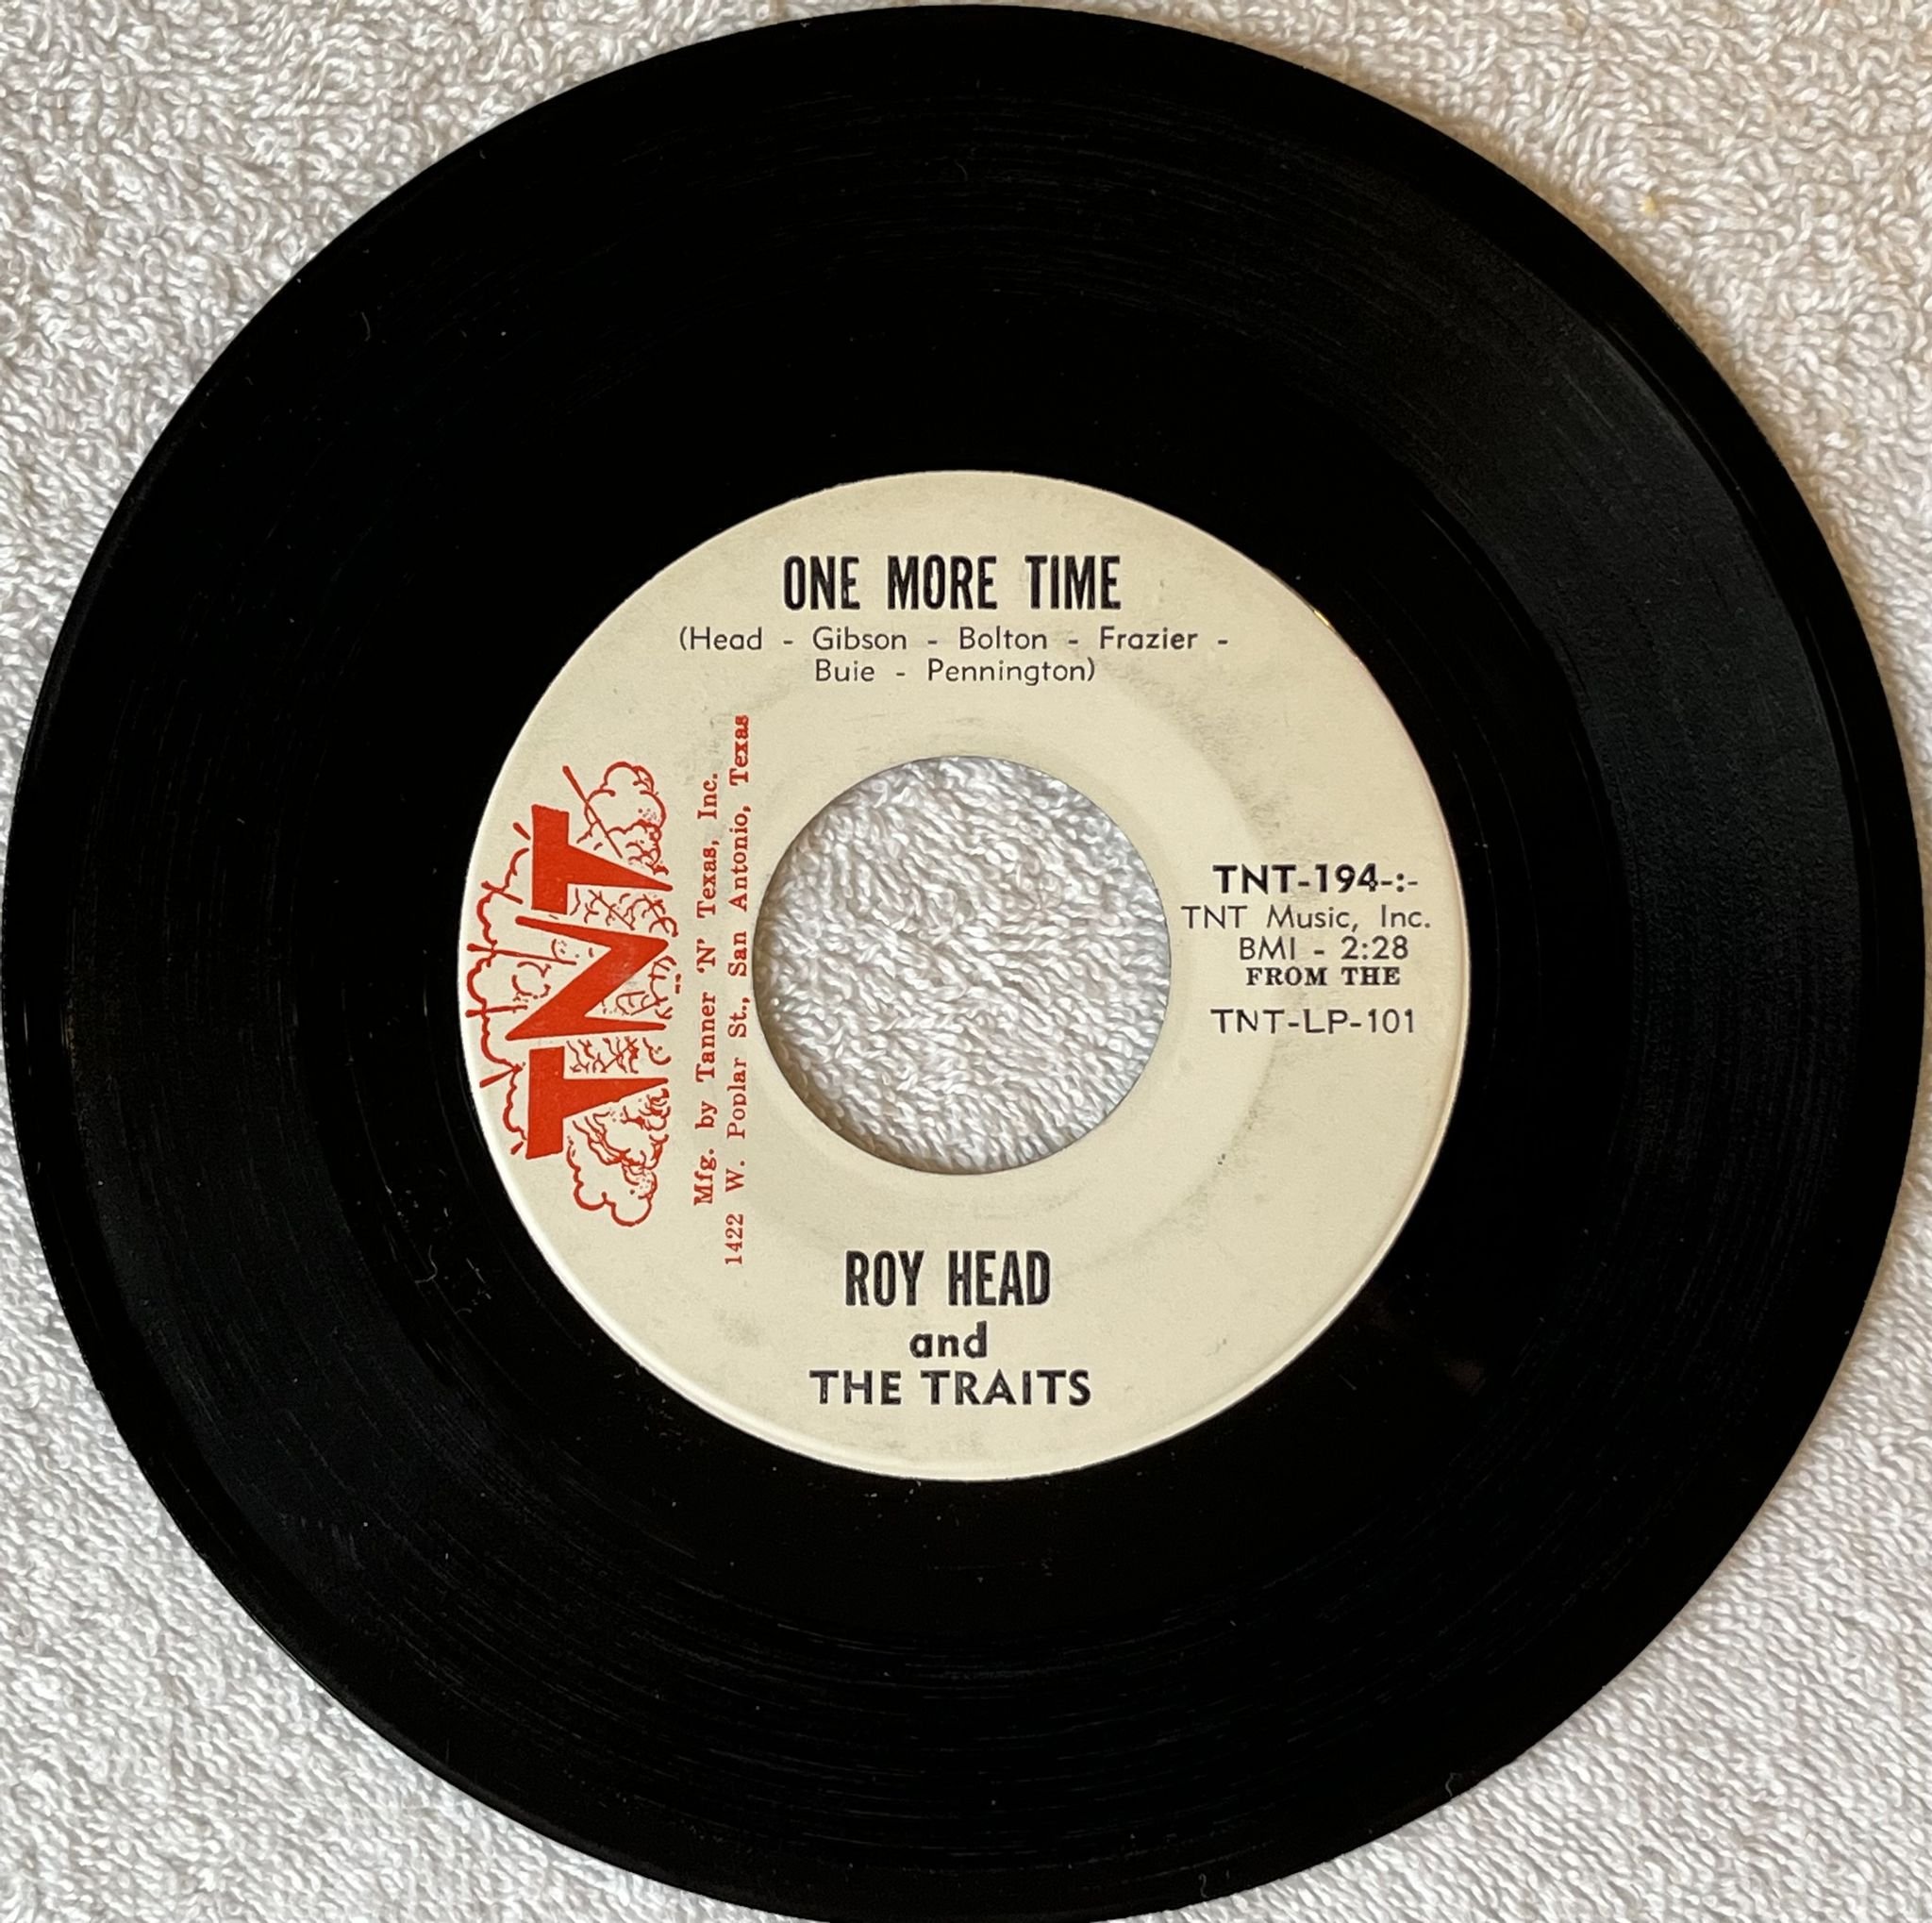 ONE MORE TIME
(Head - Gibson - Bolton - Frazier -
Buie - Pennington)
TNT
Mfg. by Tanner 'N' Texas, Inc.
1422 W. Poplar St., San Antonio, Texas
TNT-194-:-
TNT Music, Inc.
BMI - 2:28
FROM THE
TNT-LP-101
ROY HEAD
and
THE TRAITS